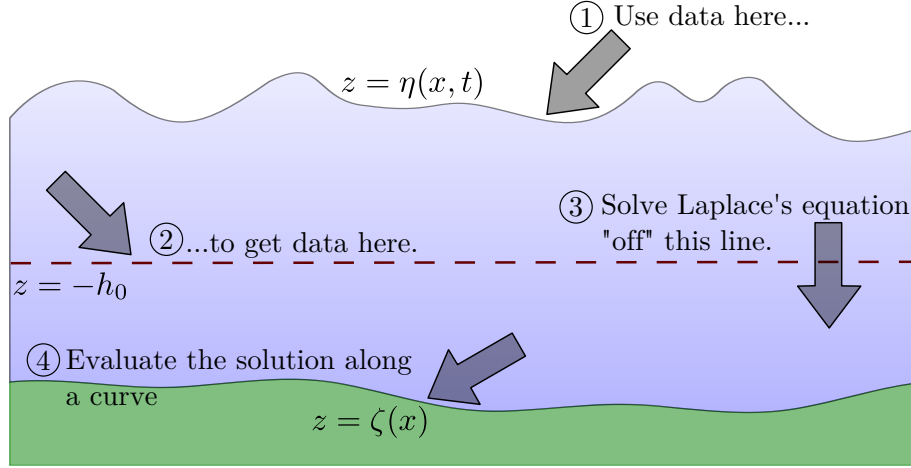 ① Use data here...
z = η(x, t)
③ Solve Laplace's equation
"off" this line.
② ...to get data here.
z = −h₀
④ Evaluate the solution along
a curve
z = ζ(x)